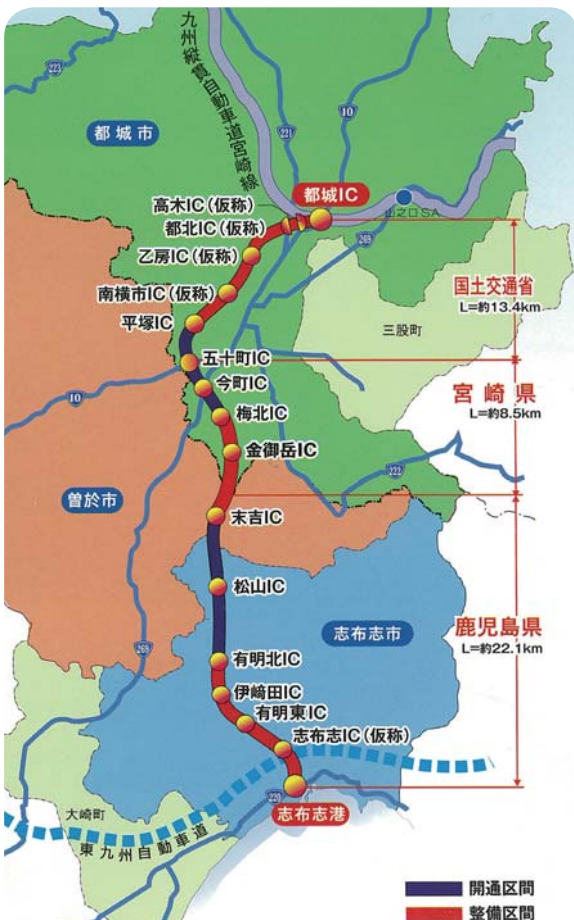 九州縦貫自動車道宮崎線
223
都城市
221
10
都城IC
高木IC(仮称)
都北IC(仮称)
山之口SA
乙房IC(仮称)
269
南横市IC(仮称)
国土交通省
L=約13.4km
平塚IC
三股町
五十町IC
今町IC
宮崎県
L=約8.5km
10
梅北IC
金御岳IC
222
曽於市
末吉IC
松山IC
志布志市
鹿児島県
L=約22.1km
269
有明北IC
伊﨑田IC
有明東IC
志布志IC(仮称)
220
大崎町
志布志港
東九州自動車道
開通区間
整備区間